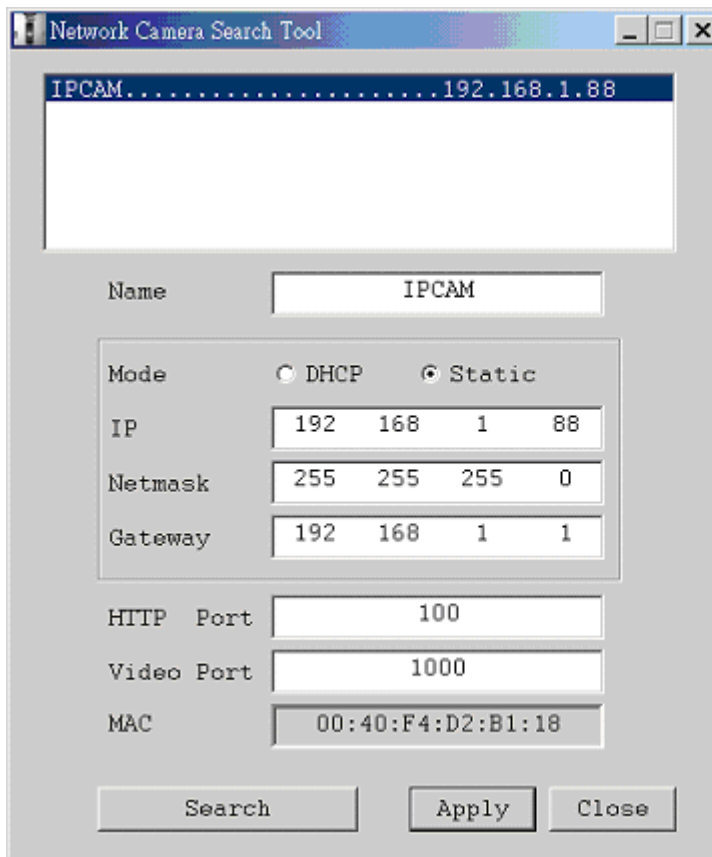 Network Camera Search Tool
IPCAM......................192.168.1.88
Name IPCAM
Mode DHCP Static
IP 192 168 1 88
Netmask 255 255 255 0
Gateway 192 168 1 1
HTTP Port 100
Video Port 1000
MAC 00:40:F4:D2:B1:18
Search Apply Close